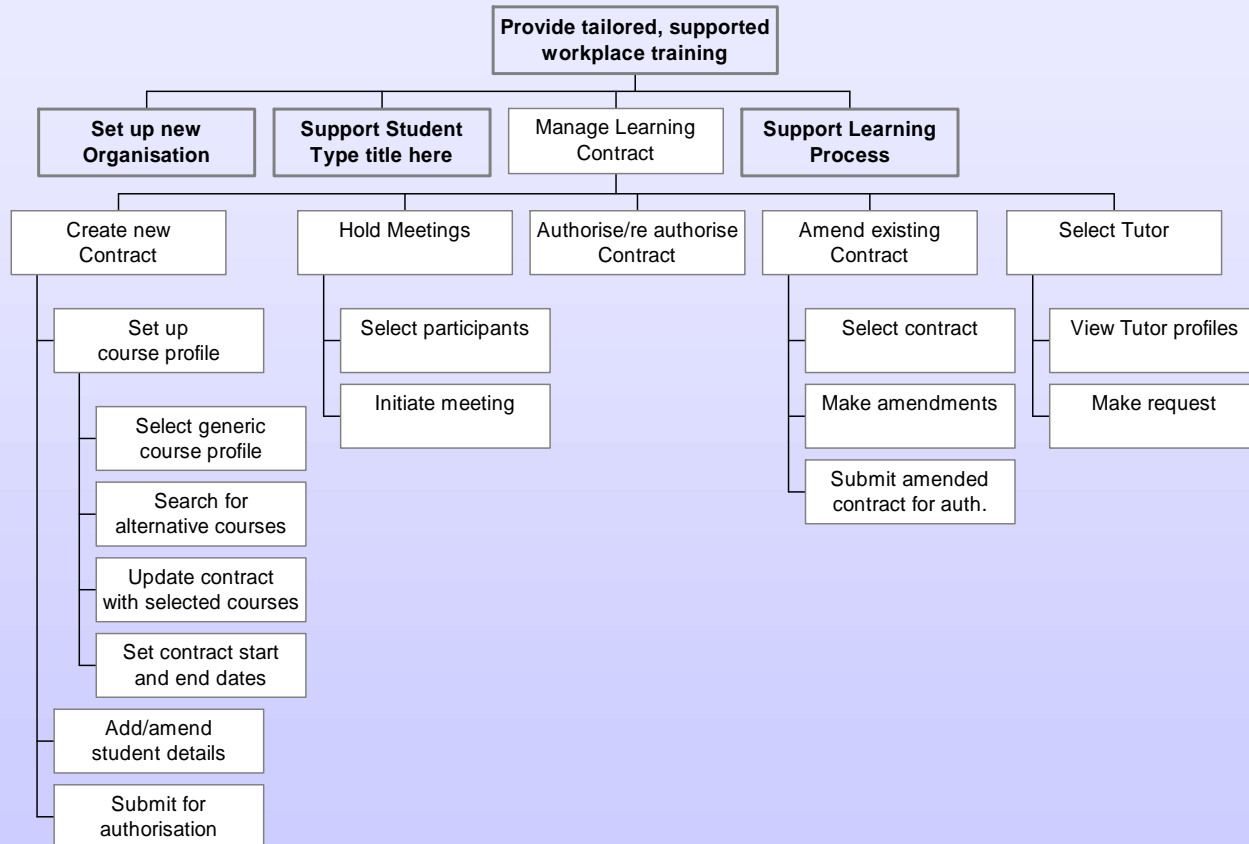 Provide tailored, supported
workplace training
Set up new
Organisation
Support Student
Type title here
Manage Learning
Contract
Support Learning
Process
Create new
Contract
Hold Meetings
Authorise/re authorise
Contract
Amend existing
Contract
Select Tutor
Set up
course profile
Select participants
Select contract
View Tutor profiles
Initiate meeting
Make amendments
Make request
Select generic
course profile
Submit amended
contract for auth.
Search for
alternative courses
Update contract
with selected courses
Set contract start
and end dates
Add/amend
student details
Submit for
authorisation